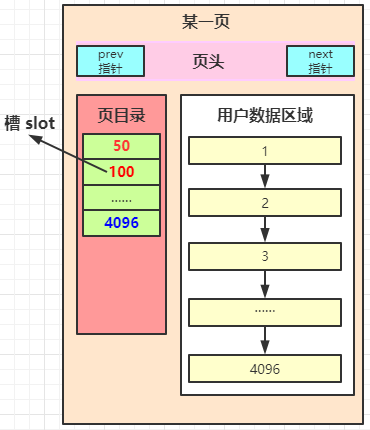 某一页
prev
指针
页头
next
指针
槽 slot
页目录
50
100
......
4096
用户数据区域
1
2
3
......
4096